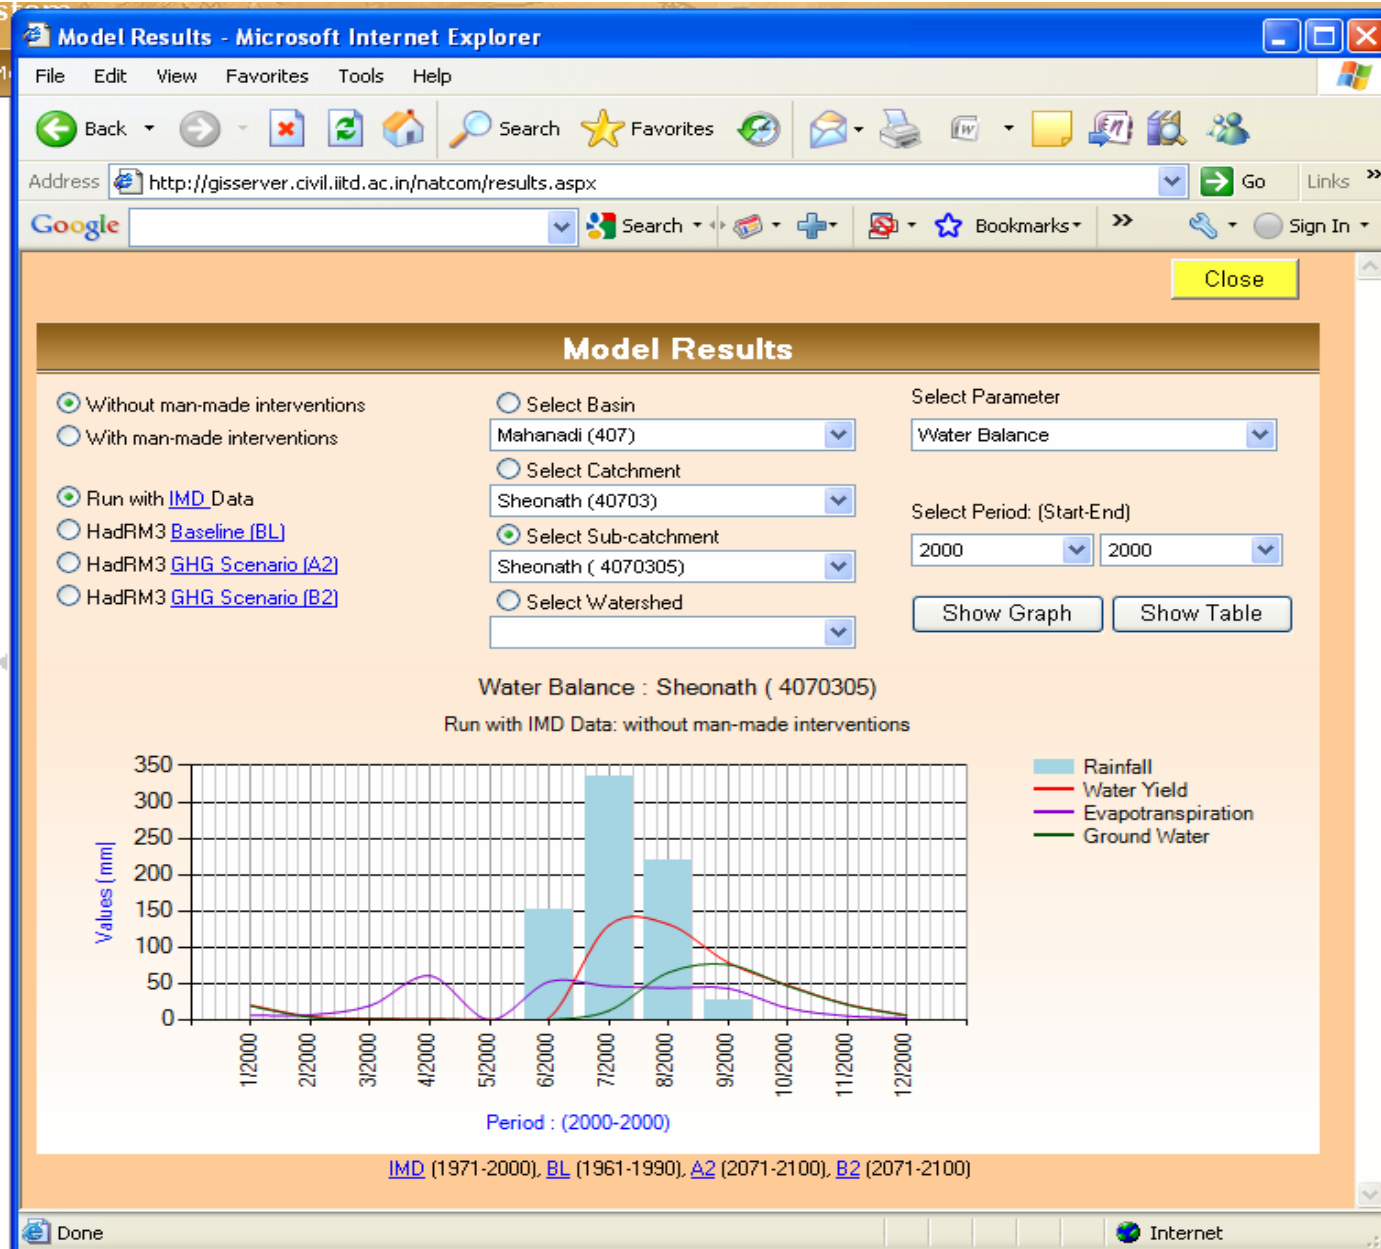 Model Results - Microsoft Internet Explorer
File Edit View Favorites Tools Help
Back Search Favorites
Address http://gisserver.civil.iitd.ac.in/natcom/results.aspx Go Links »
Google Search Bookmarks » Sign In
Close
Model Results
Without man-made interventions
With man-made interventions
Run with IMD Data
HadRM3 Baseline (BL)
HadRM3 GHG Scenario (A2)
HadRM3 GHG Scenario (B2)
Select Basin
Mahanadi (407)
Select Catchment
Sheonath (40703)
Select Sub-catchment
Sheonath ( 4070305)
Select Watershed
Select Parameter
Water Balance
Select Period: (Start-End)
2000 2000
Show Graph Show Table
Water Balance : Sheonath ( 4070305)
Run with IMD Data: without man-made interventions
350
300
250
200
150
100
50
0
Values (mm)
1/2000 2/2000 3/2000 4/2000 5/2000 6/2000 7/2000 8/2000 9/2000 10/2000 11/2000 12/2000
Period : (2000-2000)
Rainfall
Water Yield
Evapotranspiration
Ground Water
IMD (1971-2000), BL (1961-1990), A2 (2071-2100), B2 (2071-2100)
Done Internet